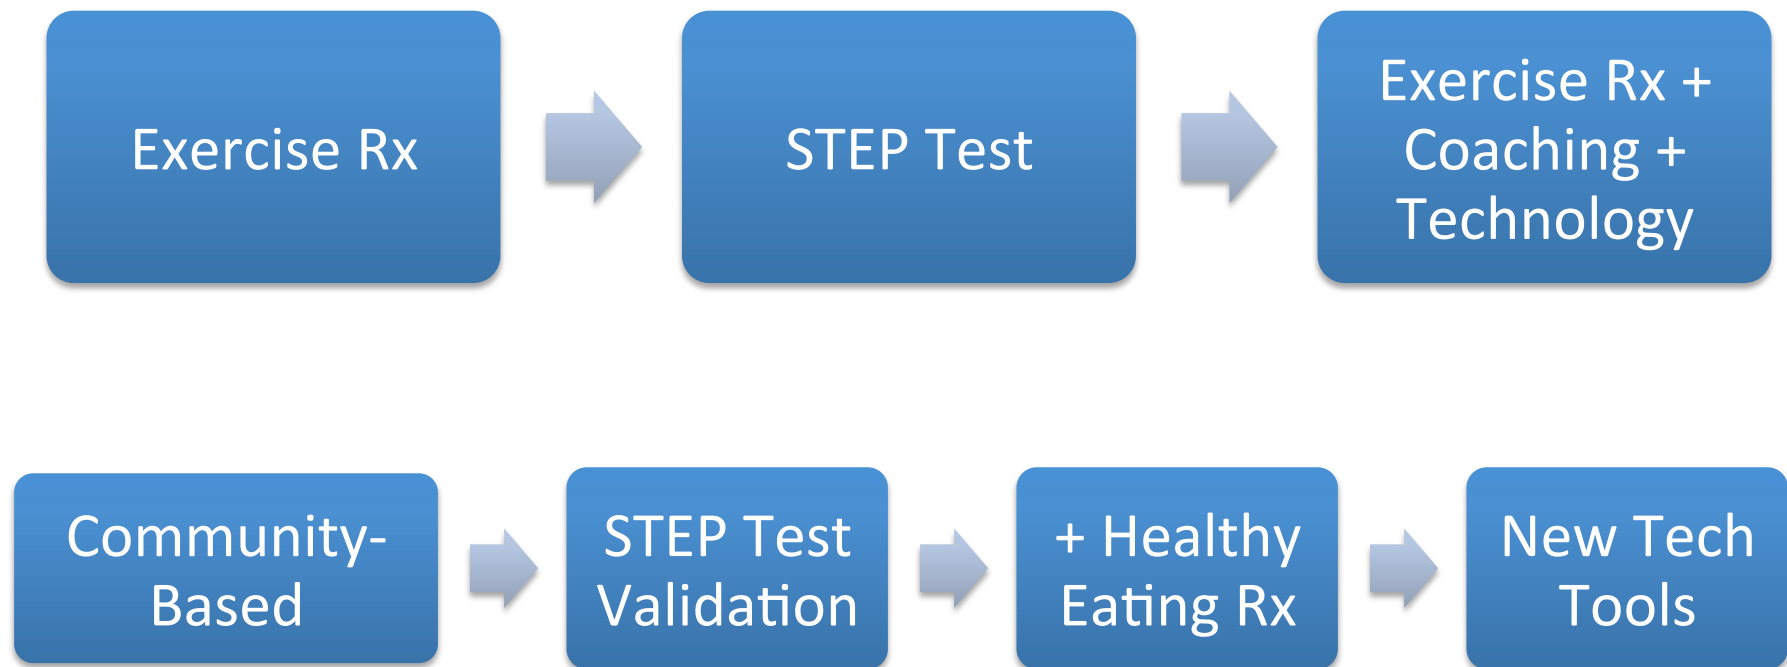 Exercise Rx
STEP Test
Exercise Rx +
Coaching +
Technology
Community-
Based
STEP Test
Validation
+ Healthy
Eating Rx
New Tech
Tools